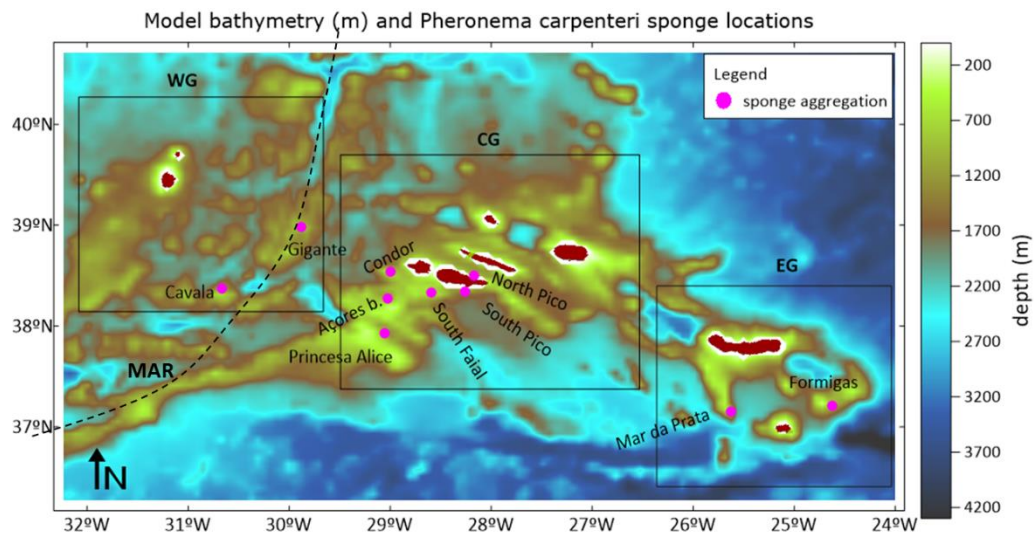 Model bathymetry (m) and Pheronema carpenteri sponge locations
WG
CG
EG
MAR
Legend
sponge aggregation
Gigante
Cavala
Condor
Açores b.
Princesa Alice
South Faial
South Pico
North Pico
Formigas
Mar da Prata
N
40ºN
39ºN
38ºN
37ºN
32ºW
31ºW
30ºW
29ºW
28ºW
27ºW
26ºW
25ºW
24ºW
200
700
1200
1700
2200
2700
3200
3700
4200
depth (m)